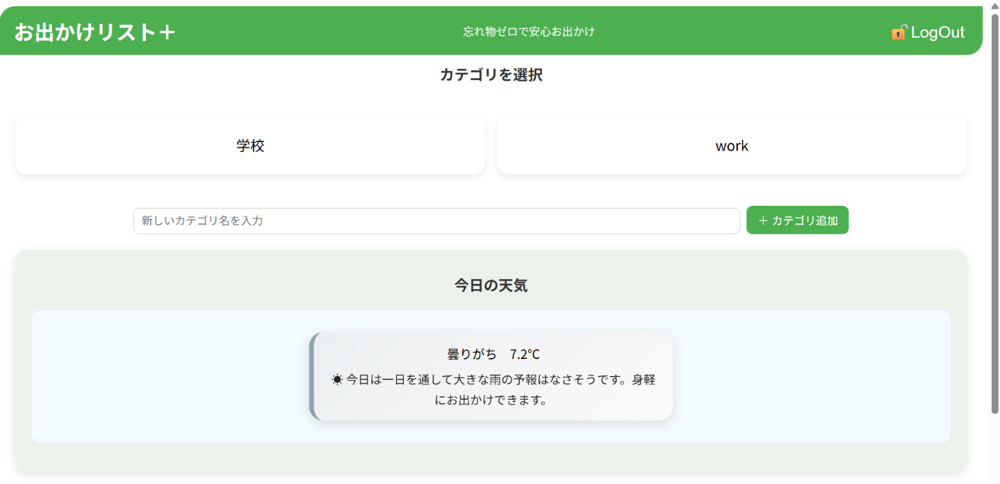 お出かけリスト＋
忘れ物ゼロで安心お出かけ
🔓 LogOut
カテゴリを選択
学校
work
新しいカテゴリ名を入力
＋ カテゴリ追加
今日の天気
曇りがち　7.2℃
☀ 今日は一日を通して大きな雨の予報はなさそうです。身軽
にお出かけできます。